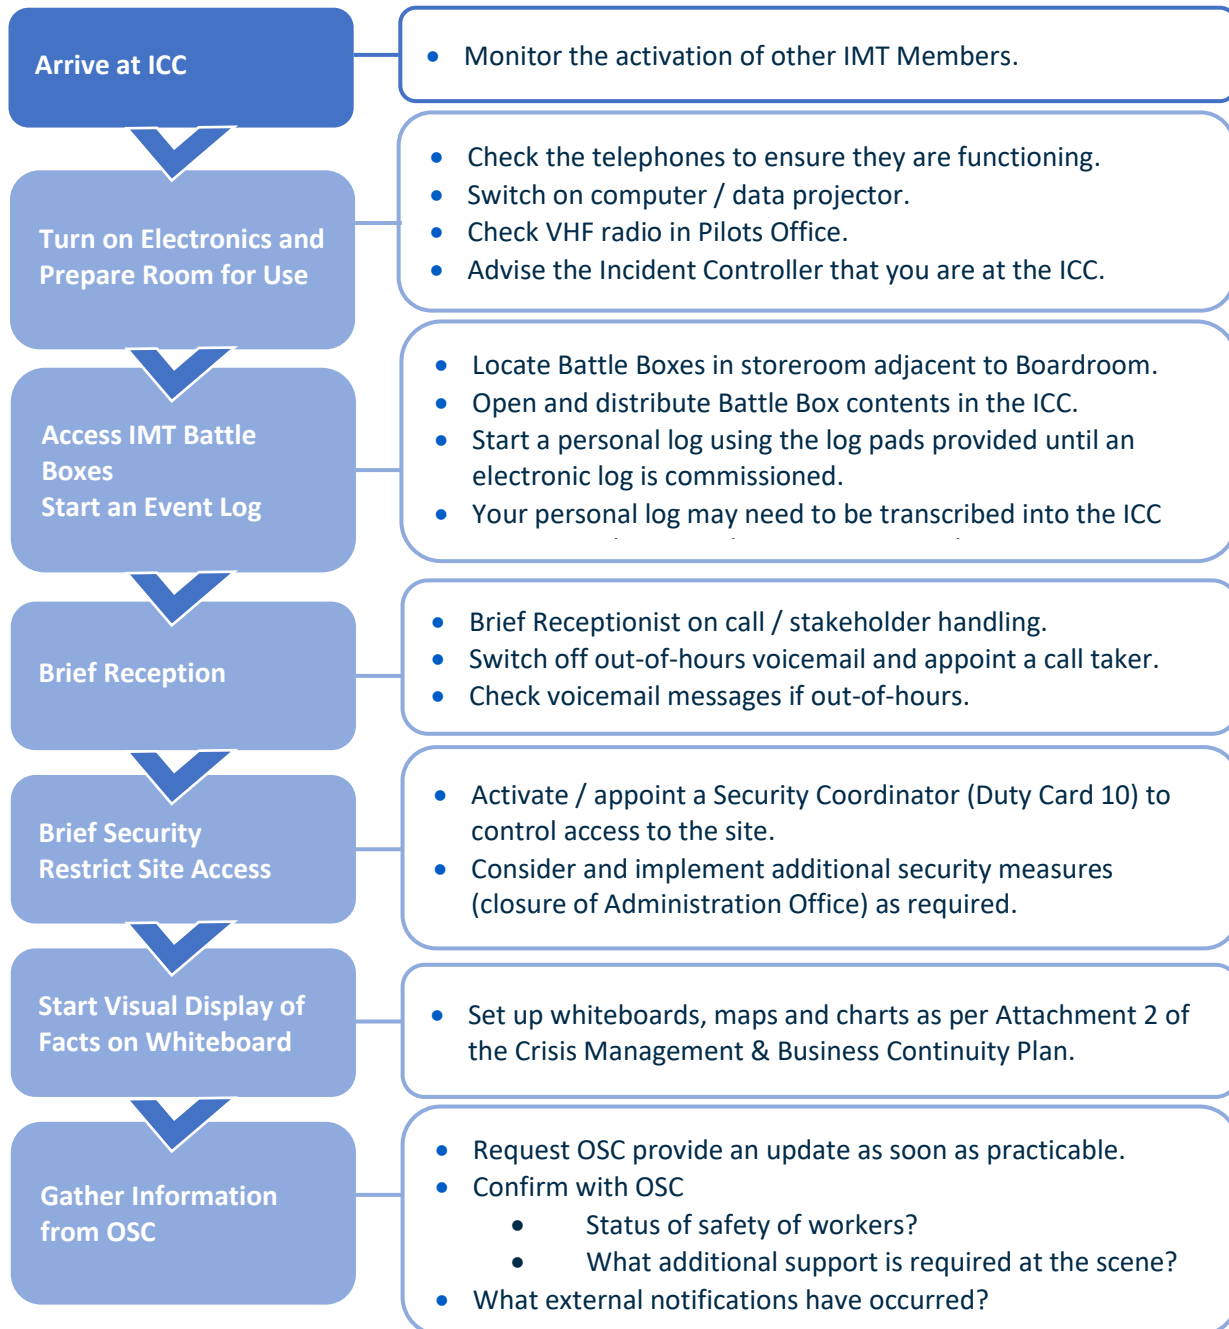 Arrive at ICC
• Monitor the activation of other IMT Members.
Turn on Electronics and
Prepare Room for Use
• Check the telephones to ensure they are functioning.
• Switch on computer / data projector.
• Check VHF radio in Pilots Office.
• Advise the Incident Controller that you are at the ICC.
Access IMT Battle
Boxes
Start an Event Log
• Locate Battle Boxes in storeroom adjacent to Boardroom.
• Open and distribute Battle Box contents in the ICC.
• Start a personal log using the log pads provided until an
electronic log is commissioned.
• Your personal log may need to be transcribed into the ICC
Brief Reception
• Brief Receptionist on call / stakeholder handling.
• Switch off out-of-hours voicemail and appoint a call taker.
• Check voicemail messages if out-of-hours.
Brief Security
Restrict Site Access
• Activate / appoint a Security Coordinator (Duty Card 10) to
control access to the site.
• Consider and implement additional security measures
(closure of Administration Office) as required.
Start Visual Display of
Facts on Whiteboard
• Set up whiteboards, maps and charts as per Attachment 2 of
the Crisis Management & Business Continuity Plan.
Gather Information
from OSC
• Request OSC provide an update as soon as practicable.
• Confirm with OSC
• Status of safety of workers?
• What additional support is required at the scene?
• What external notifications have occurred?